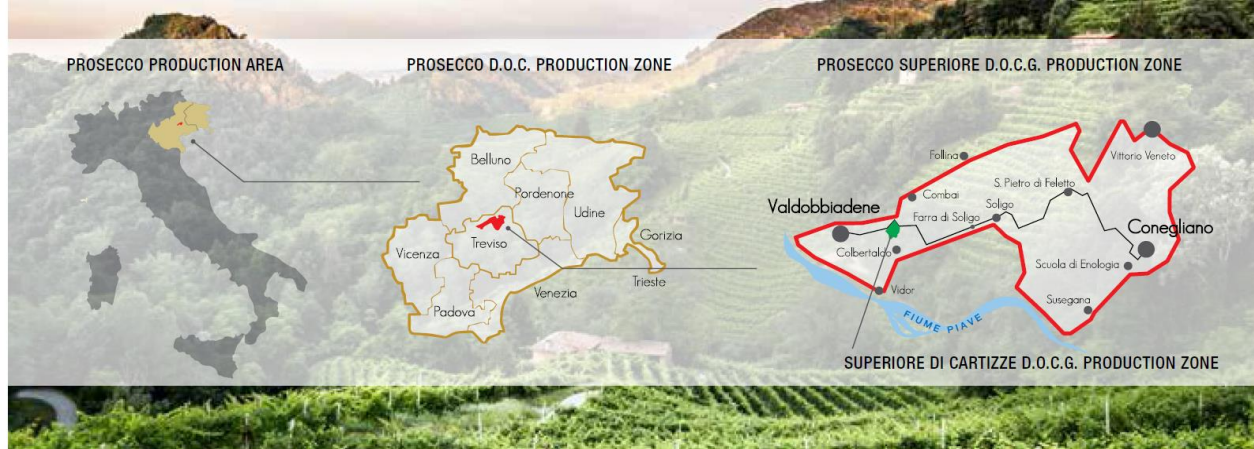 PROSECCO PRODUCTION AREA
PROSECCO D.O.C. PRODUCTION ZONE
Belluno
Pordenone
Udine
Treviso
Gorizia
Vicenza
Trieste
Venezia
Padova
PROSECCO SUPERIORE D.O.C.G. PRODUCTION ZONE
Vittorio Veneto
Follina
S. Pietro di Feletto
Combai
Valdobbiadene
Soligo
Farra di Soligo
Conegliano
Colbertaldo
Scuola di Enologia
Vidor
Susegana
FIUME PIAVE
SUPERIORE DI CARTIZZE D.O.C.G. PRODUCTION ZONE